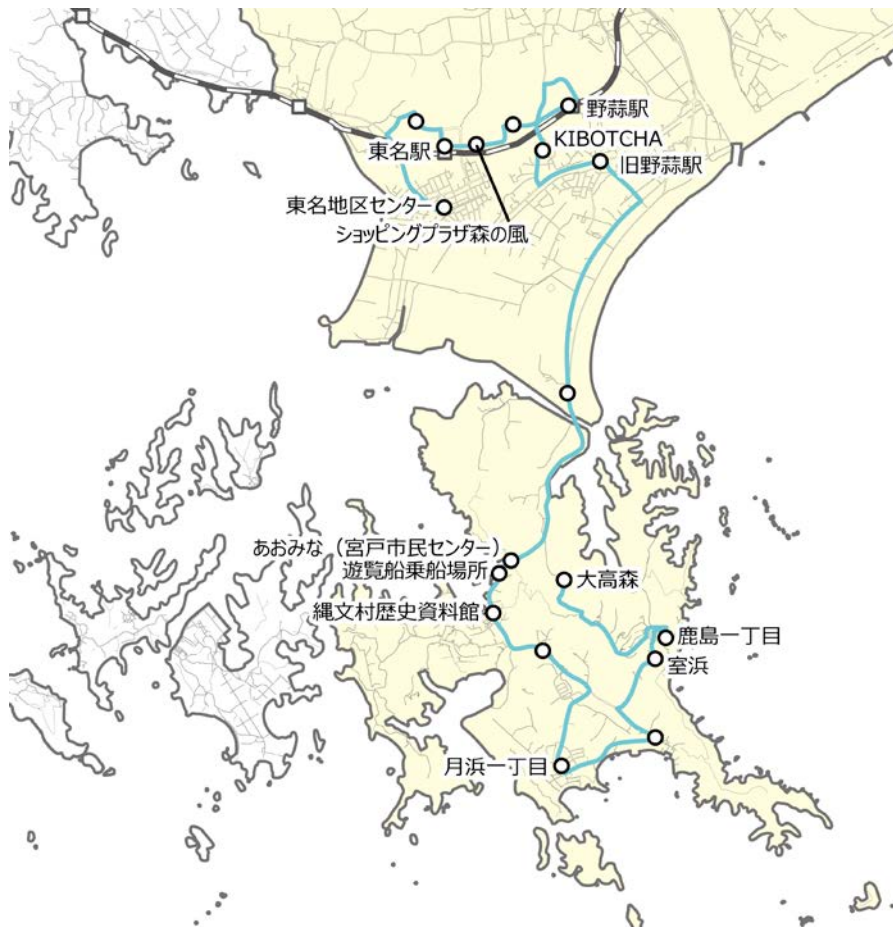 野蒜駅
KIBOTCHA
東名駅
旧野蒜駅
東名地区センター
ショッピングプラザ森の風
あおみな（宮戸市民センター）
遊覧船乗船場所
大高森
縄文村歴史資料館
鹿島一丁目
室浜
月浜一丁目